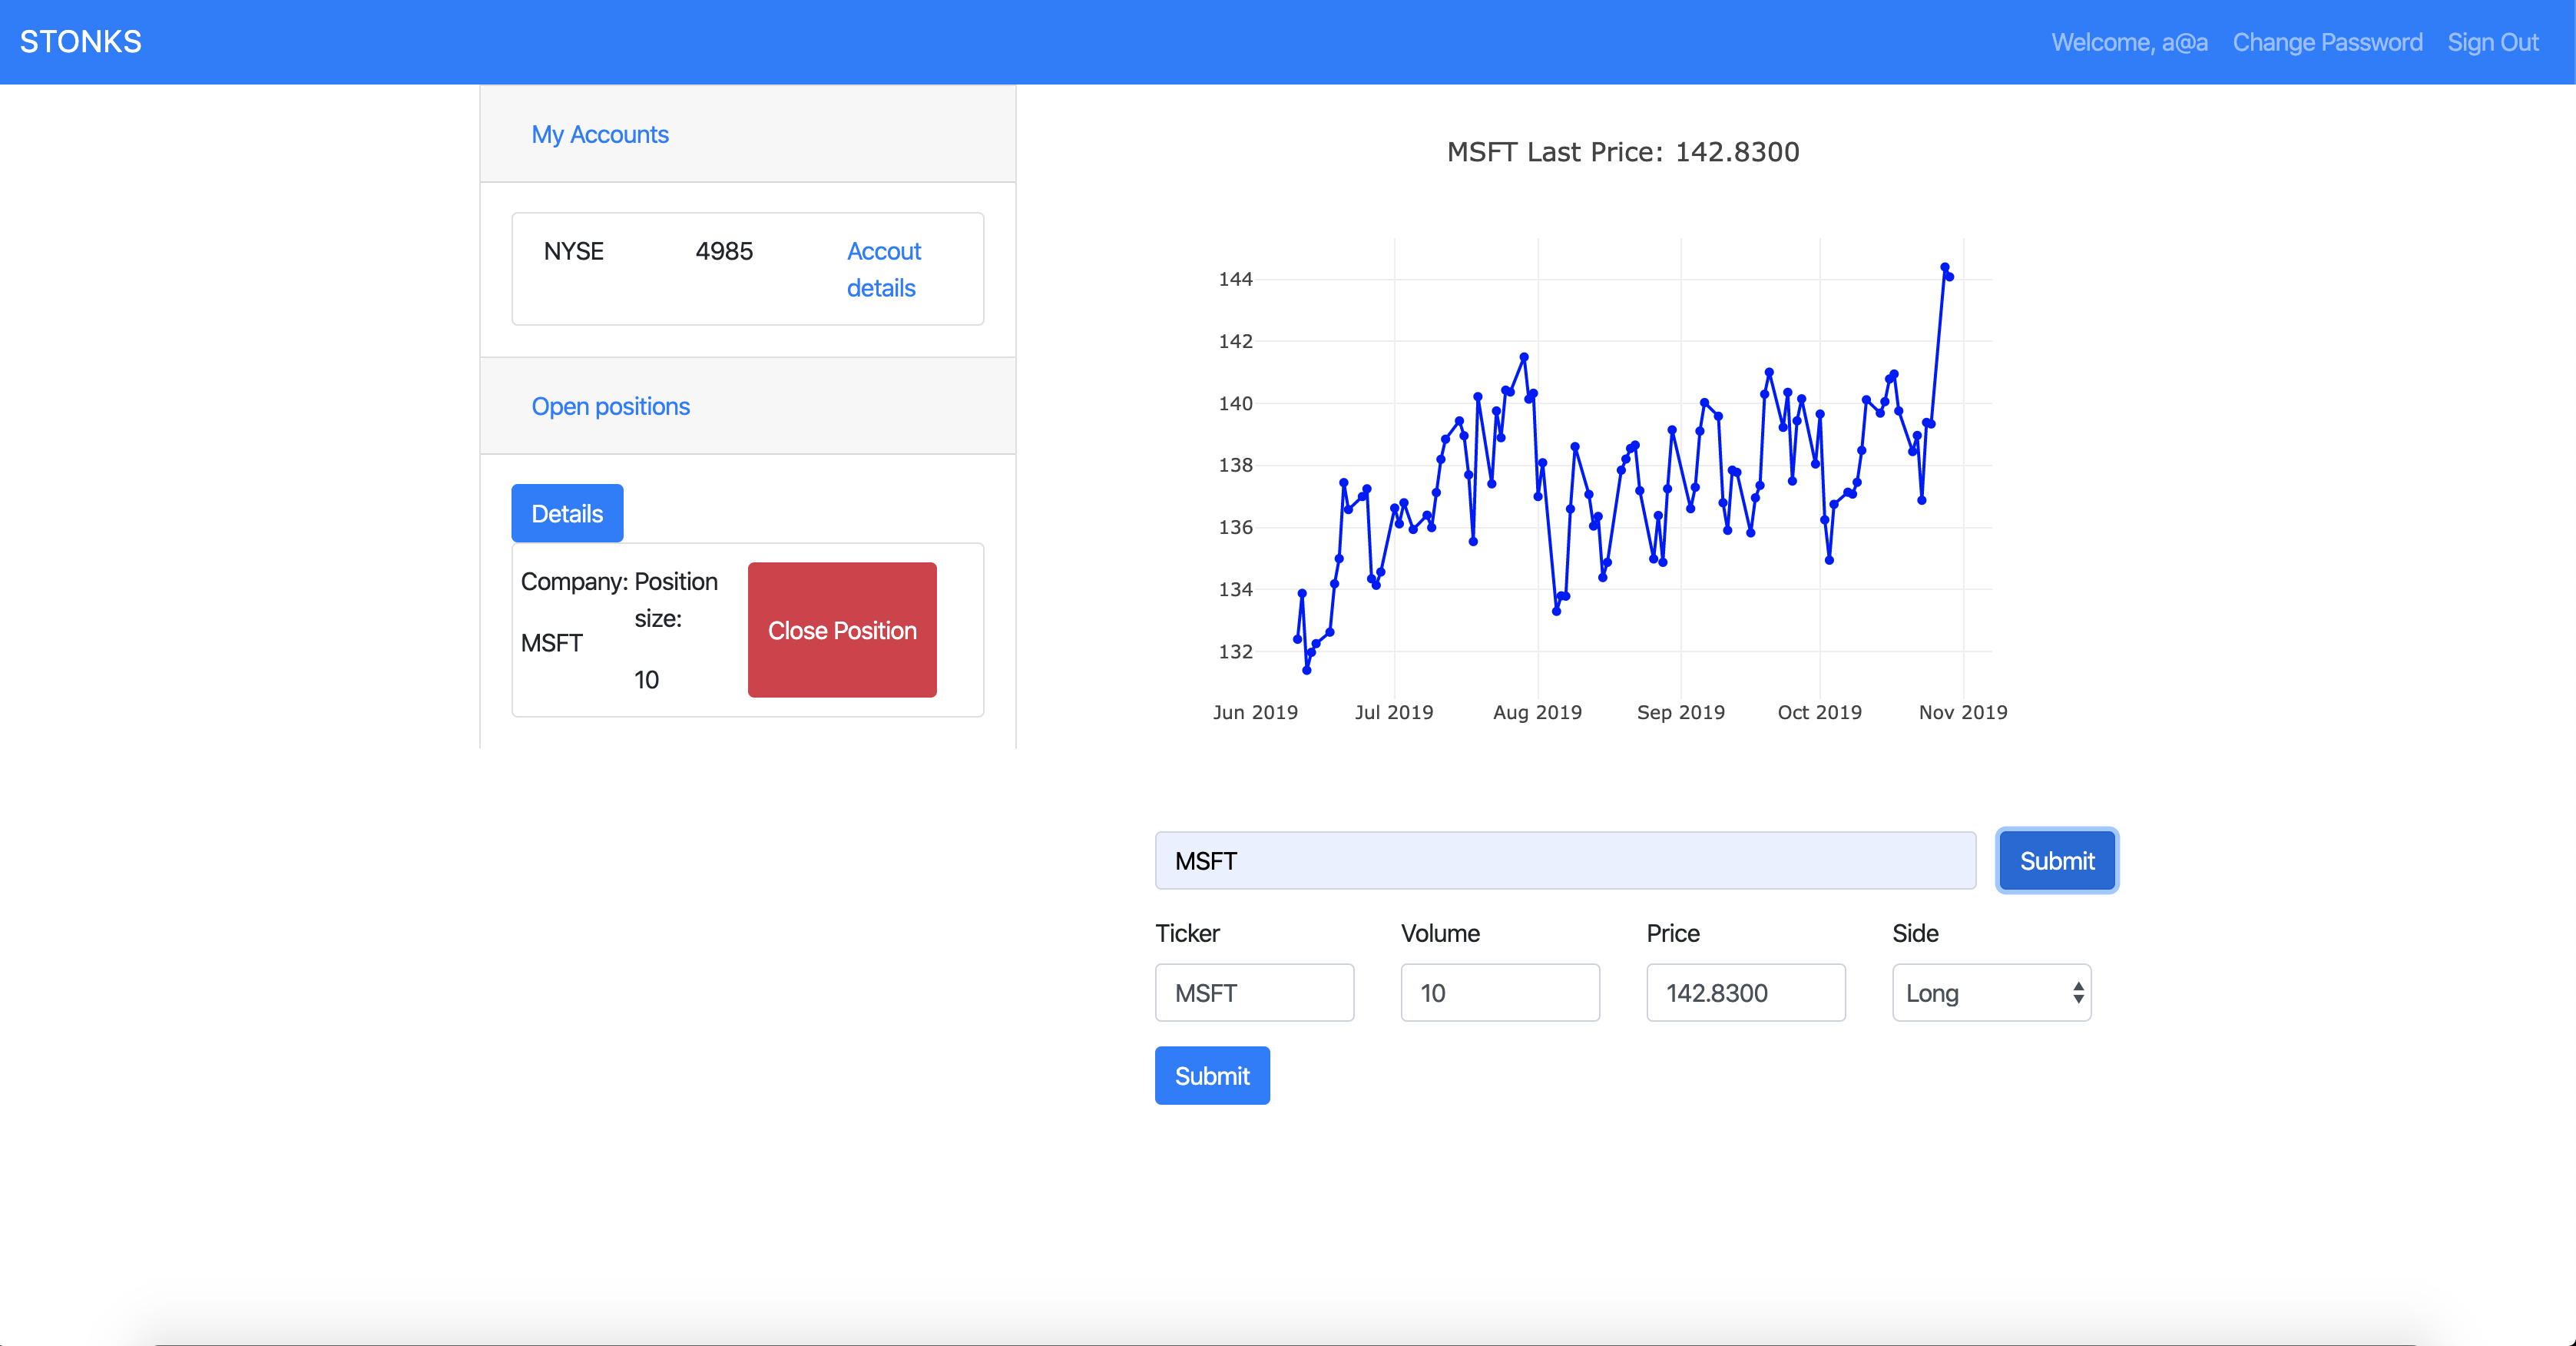 STONKS
Welcome, a@a Change Password Sign Out
My Accounts
NYSE 4985 Accout
details
Open positions
Details
Company: Position
size:
MSFT
10
Close Position
MSFT Last Price: 142.8300
144
142
140
138
136
134
132
Jun 2019 Jul 2019 Aug 2019 Sep 2019 Oct 2019 Nov 2019
MSFT Submit
Ticker Volume Price Side
MSFT 10 142.8300 Long
Submit